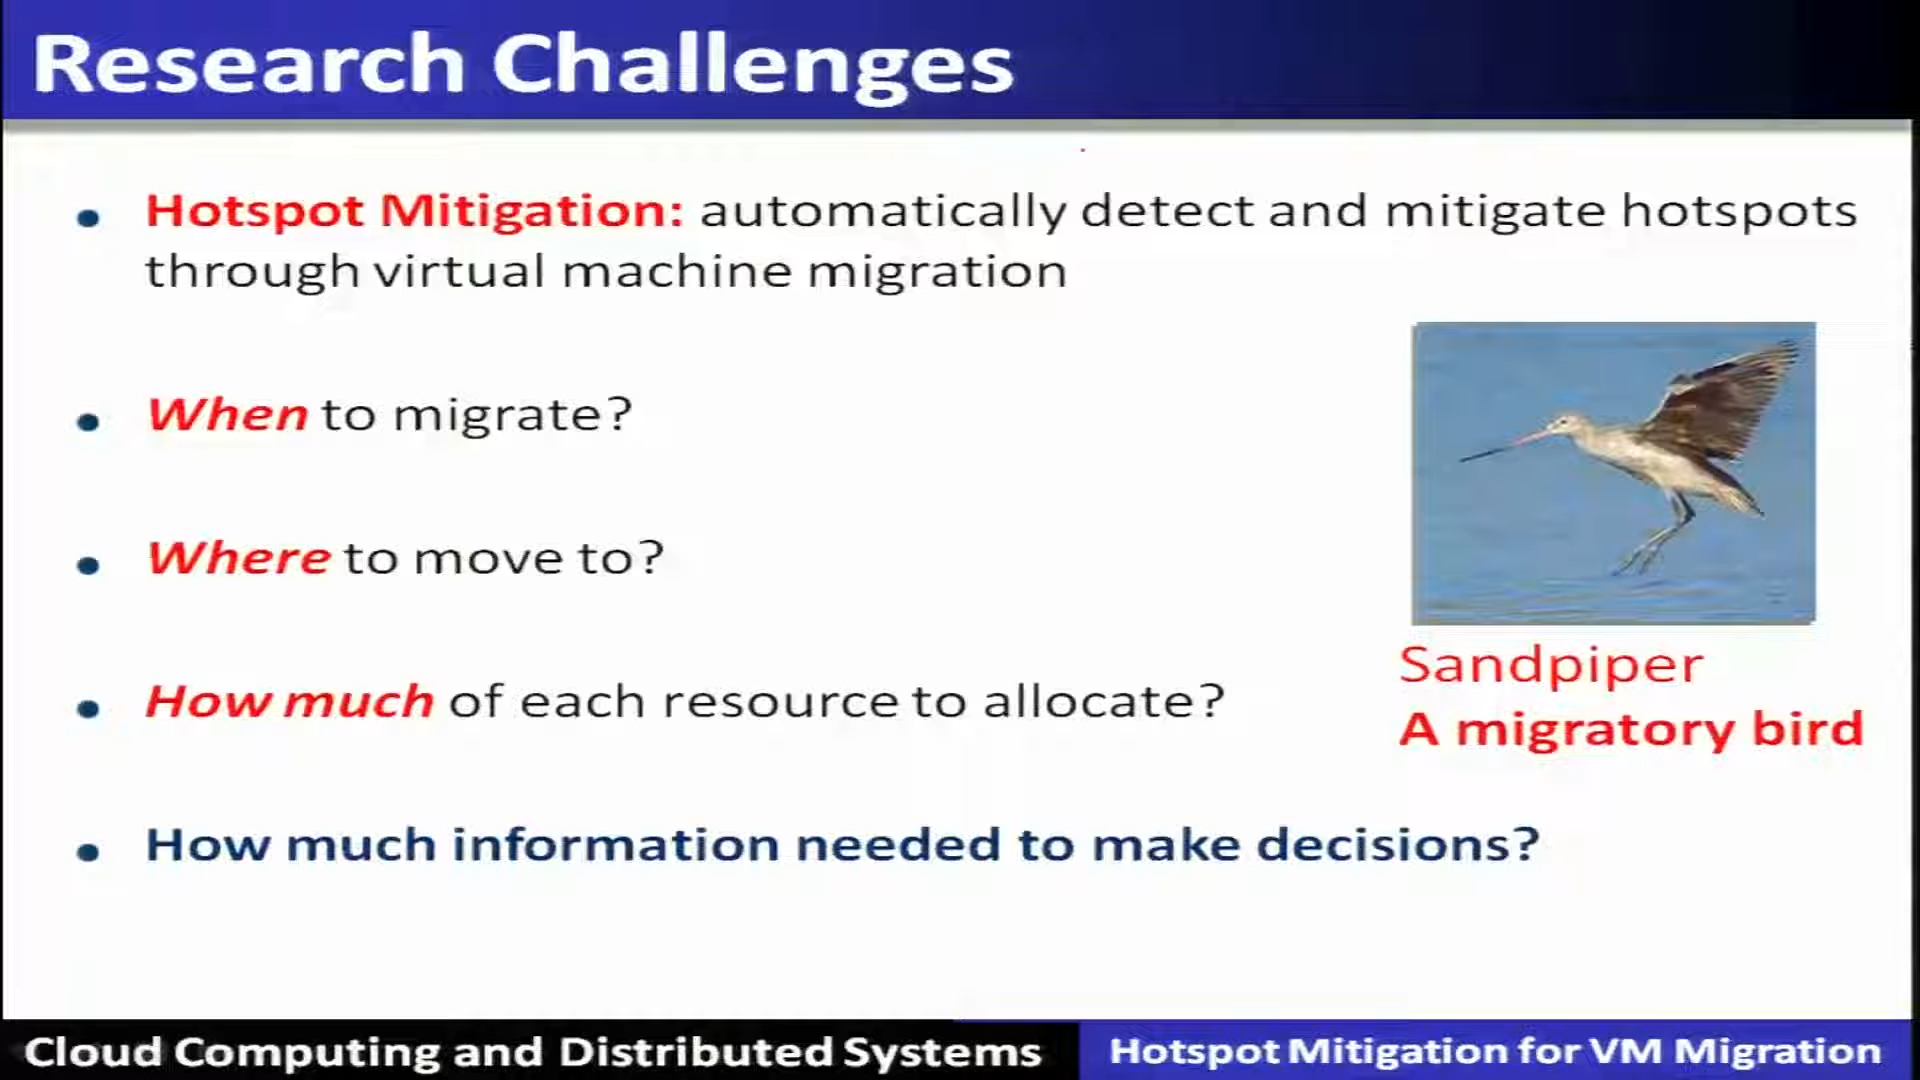 Research Challenges
Hotspot Mitigation: automatically detect and mitigate hotspots
through virtual machine migration
When to migrate?
Where to move to?
How much of each resource to allocate?
How much information needed to make decisions?
Sandpiper
A migratory bird
Cloud Computing and Distributed Systems
Hotspot Mitigation for VM Migration